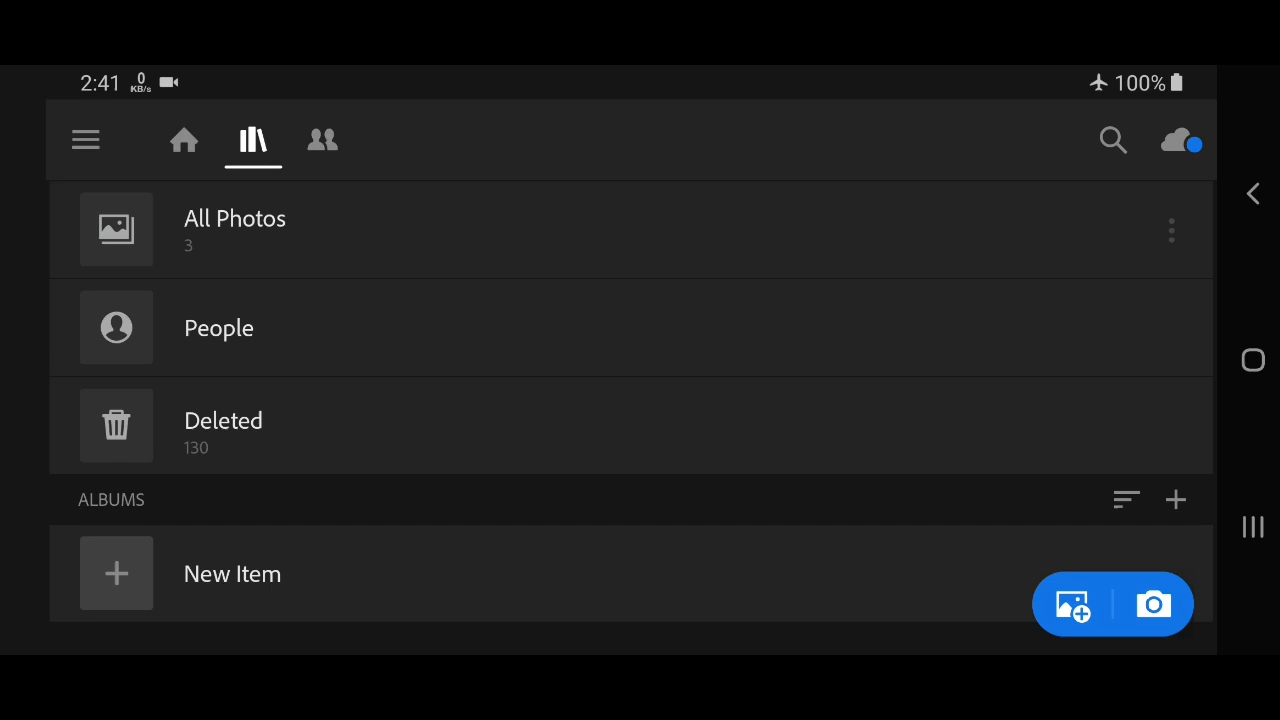 2:41 0 KB/s 100%
All Photos
3
People
Deleted
130
ALBUMS
New Item